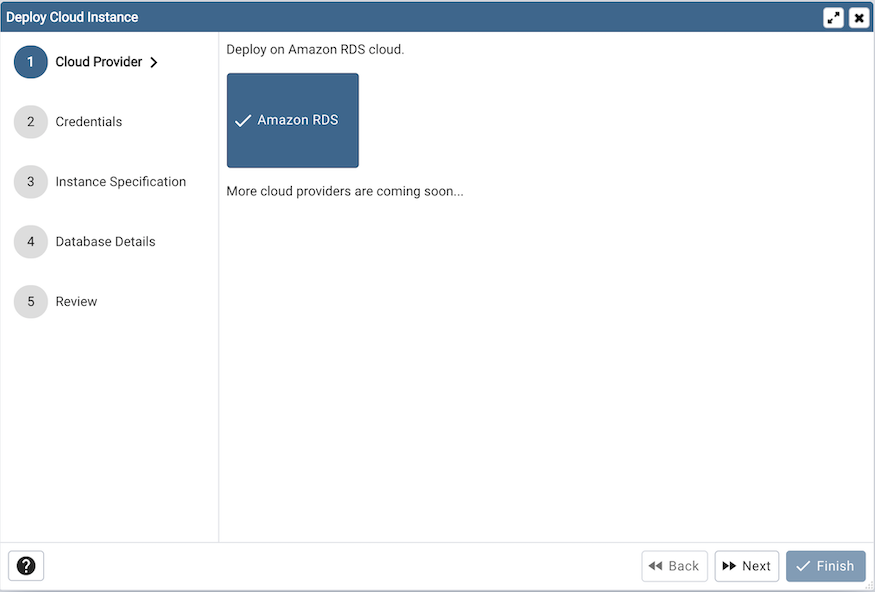 Deploy Cloud Instance
1 Cloud Provider
2 Credentials
3 Instance Specification
4 Database Details
5 Review
Deploy on Amazon RDS cloud.
Amazon RDS
More cloud providers are coming soon...
? Back Next Finish